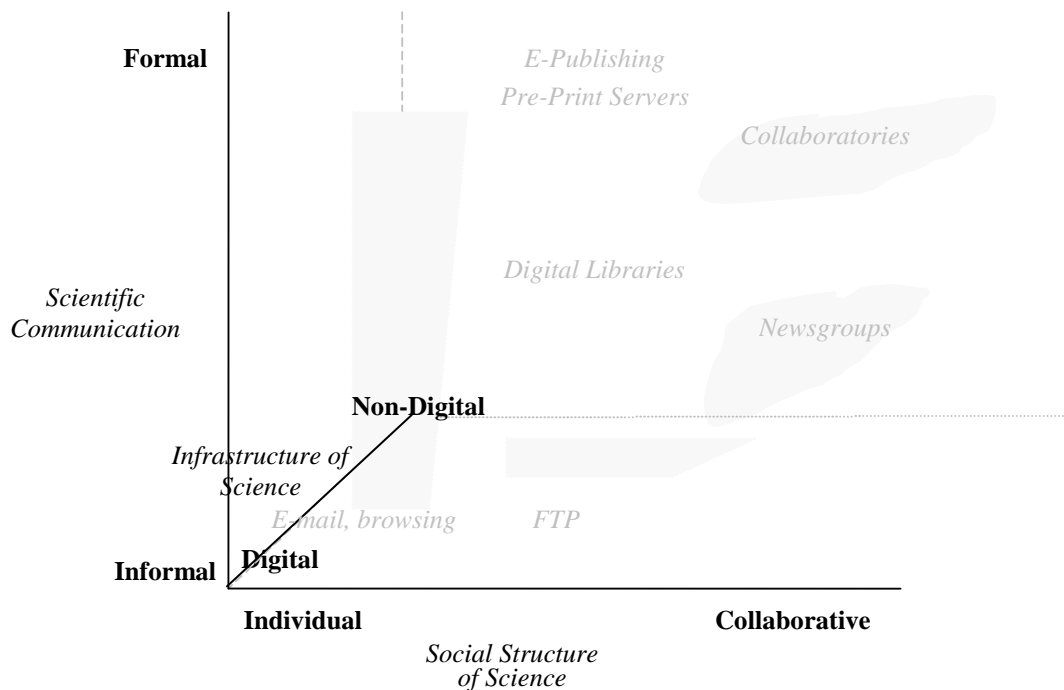 Formal
E-Publishing
Pre-Print Servers
Collaboratories
Digital Libraries
Scientific
Communication
Newsgroups
Non-Digital
Infrastructure of
Science
E-mail, browsing
FTP
Digital
Informal
Individual
Collaborative
Social Structure
of Science